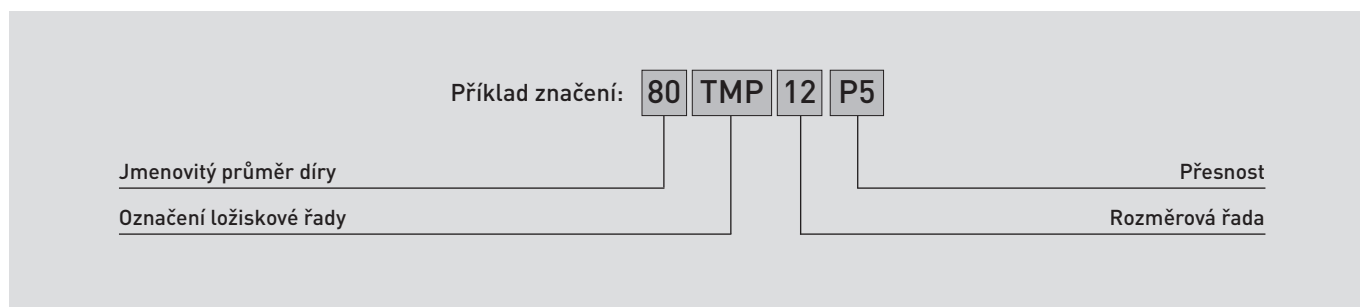 Příklad značení: 80 TMP 12 P5
Jmenovitý průměr díry
Přesnost
Označení ložiskové řady
Rozměrová řada